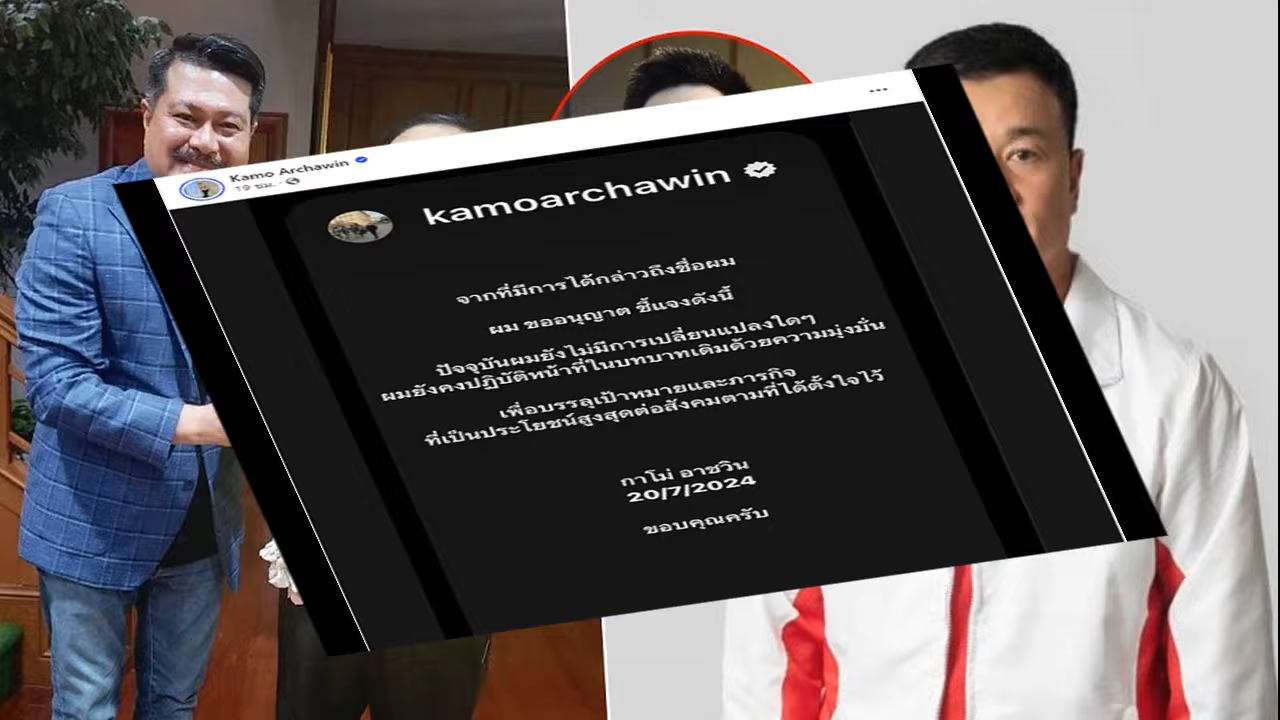 Kamo Archawin
19 ชม.
kamoarchawin
จากที่มีการได้กล่าวถึงชื่อผม
ผม ขออนุญาต ชี้แจงดังนี้
ปัจจุบันผมยังไม่มีการเปลี่ยนแปลงใดๆ
ผมยังคงปฏิบัติหน้าที่ในบทบาทเดิมด้วยความมุ่งมั่น
เพื่อบรรลุเป้าหมายและภารกิจ
ที่เป็นประโยชน์สูงสุดต่อสังคมตามที่ได้ตั้งใจไว้
กาโม่ อาชวิน
20/7/2024
ขอบคุณครับ